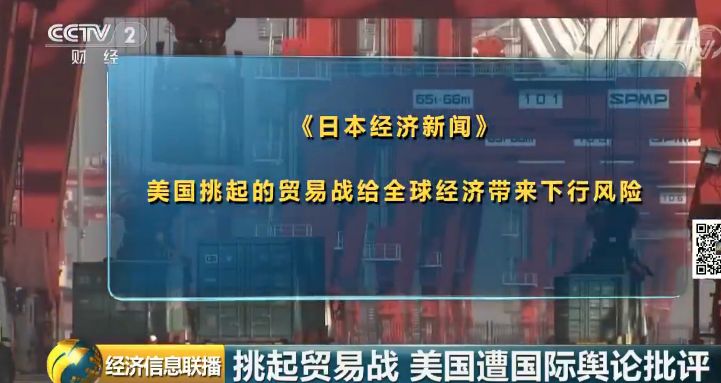 CCTV 2
财经
65t-66m
101
SPMP
《日本经济新闻》
美国挑起的贸易战给全球经济带来下行风险
106
经济信息联播
挑起贸易战 美国遭国际舆论批评